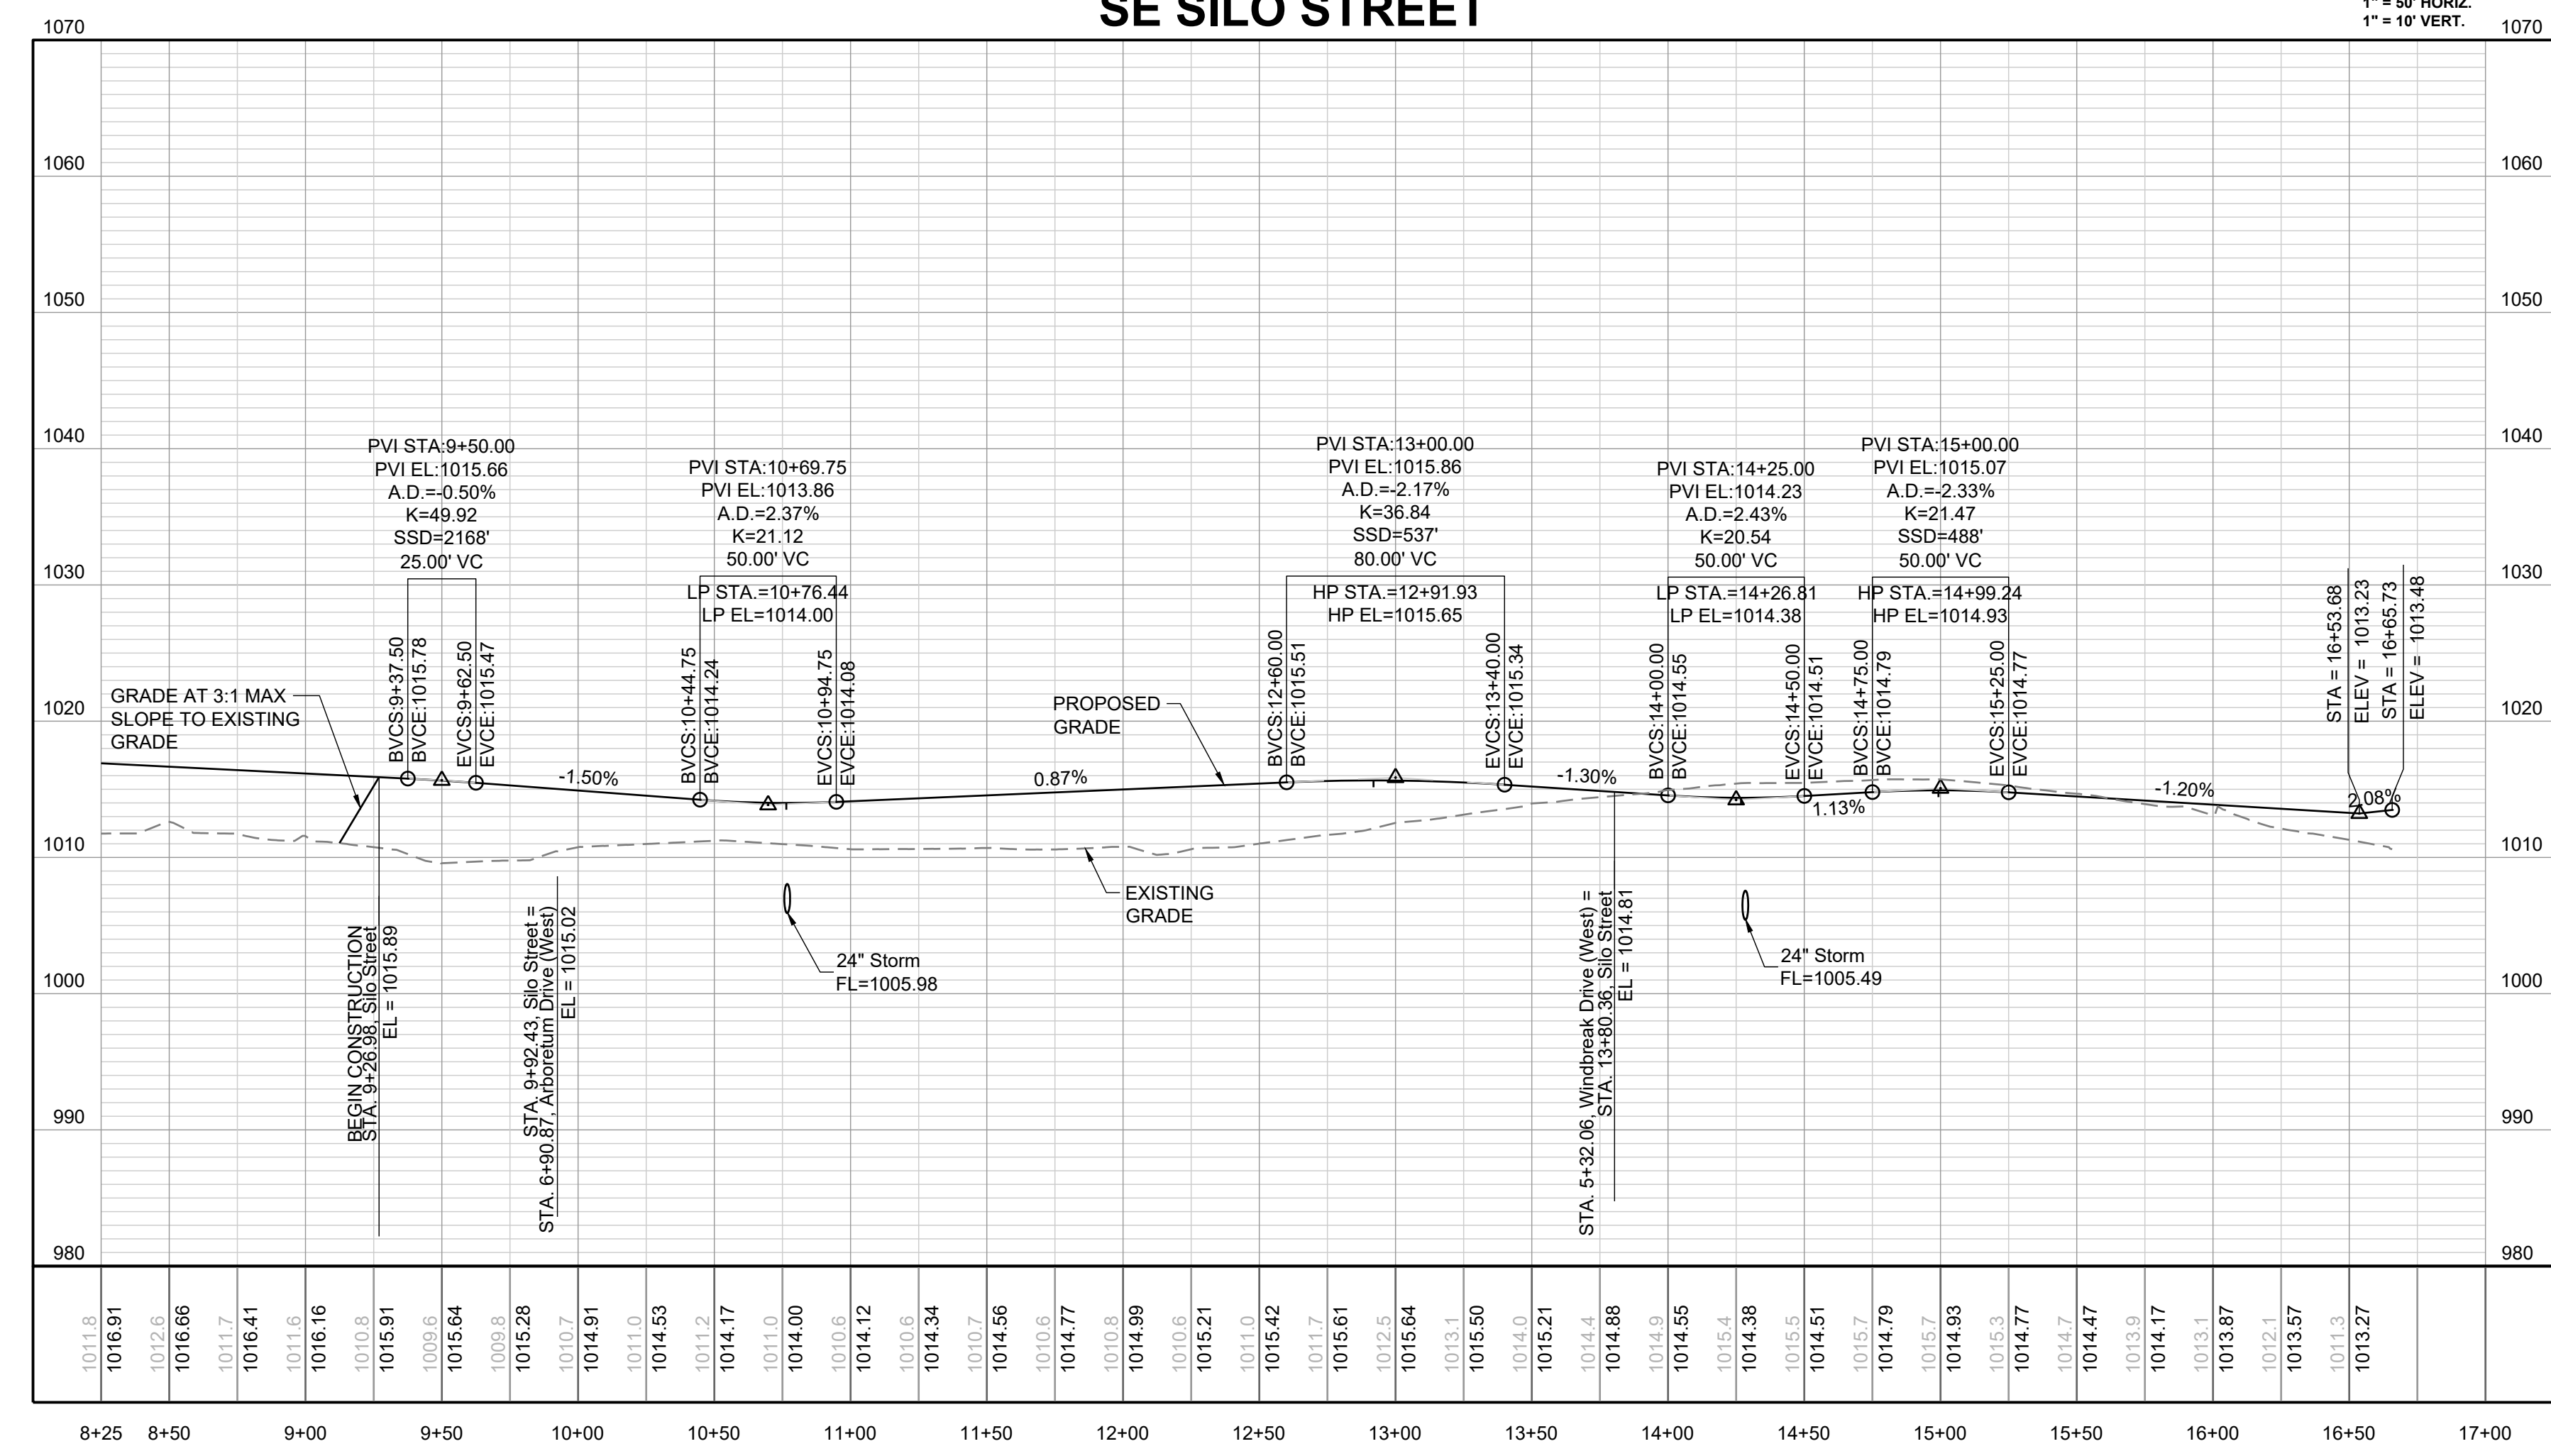 SE SILO STREET
1" = 50' HORIZ.
1" = 10' VERT.
1070
1070
1060
1060
1050
1050
1040
1040
1030
1030
1020
1020
1010
1010
1000
1000
990
990
980
980
PVI STA:9+50.00
PVI EL:1015.66
A.D.=-0.50%
K=49.92
SSD=2168'
25.00' VC
BVCS:9+37.50
BVCE:1015.78
EVCS:9+62.50
EVCE:1015.47
PVI STA:10+69.75
PVI EL:1013.86
A.D.=2.37%
K=21.12
50.00' VC
LP STA.=10+76.44
LP EL=1014.00
BVCS:10+44.75
BVCE:1014.24
EVCS:10+94.75
EVCE:1014.08
PVI STA:13+00.00
PVI EL:1015.86
A.D.=-2.17%
K=36.84
SSD=537'
80.00' VC
HP STA.=12+91.93
HP EL=1015.65
BVCS:12+60.00
BVCE:1015.51
EVCS:13+40.00
EVCE:1015.34
PVI STA:14+25.00
PVI EL:1014.23
A.D.=2.43%
K=20.54
50.00' VC
LP STA.=14+26.81
LP EL=1014.38
BVCS:14+00.00
BVCE:1014.55
EVCS:14+50.00
EVCE:1014.51
PVI STA:15+00.00
PVI EL:1015.07
A.D.=-2.33%
K=21.47
SSD=488'
50.00' VC
HP STA.=14+99.24
HP EL=1014.93
BVCS:14+75.00
BVCE:1014.79
EVCS:15+25.00
EVCE:1014.77
STA = 16+53.68
ELEV = 1013.23
STA = 16+65.73
ELEV = 1013.48
GRADE AT 3:1 MAX
SLOPE TO EXISTING
GRADE
PROPOSED
GRADE
-1.50%
0.87%
-1.30%
1.13%
-1.20%
2.08%
EXISTING
GRADE
BEGIN CONSTRUCTION
STA. 9+26.98, Silo Street
EL = 1015.89
STA. 9+92.43, Silo Street =
STA. 6+90.87, Arboretum Drive (West)
EL = 1015.02
24" Storm
FL=1005.98
STA. 5+32.06, Windbreak Drive (West) =
STA. 13+80.36, Silo Street
EL = 1014.81
24" Storm
FL=1005.49
1011.8
1016.91
1012.6
1016.66
1011.7
1016.41
1011.6
1016.16
1010.8
1015.91
1009.6
1015.64
1009.8
1015.28
1010.7
1014.91
1011.0
1014.53
1011.2
1014.17
1011.0
1014.00
1010.6
1014.12
1010.6
1014.34
1010.7
1014.56
1010.6
1014.77
1010.8
1014.99
1010.6
1015.21
1011.0
1015.42
1011.7
1015.61
1012.5
1015.64
1013.1
1015.50
1014.0
1015.21
1014.4
1014.88
1014.9
1014.55
1015.4
1014.38
1015.5
1014.51
1015.7
1014.79
1015.7
1014.93
1015.3
1014.77
1014.7
1014.47
1013.9
1014.17
1013.1
1013.87
1012.1
1013.57
1011.3
1013.27
8+25
8+50
9+00
9+50
10+00
10+50
11+00
11+50
12+00
12+50
13+00
13+50
14+00
14+50
15+00
15+50
16+00
16+50
17+00